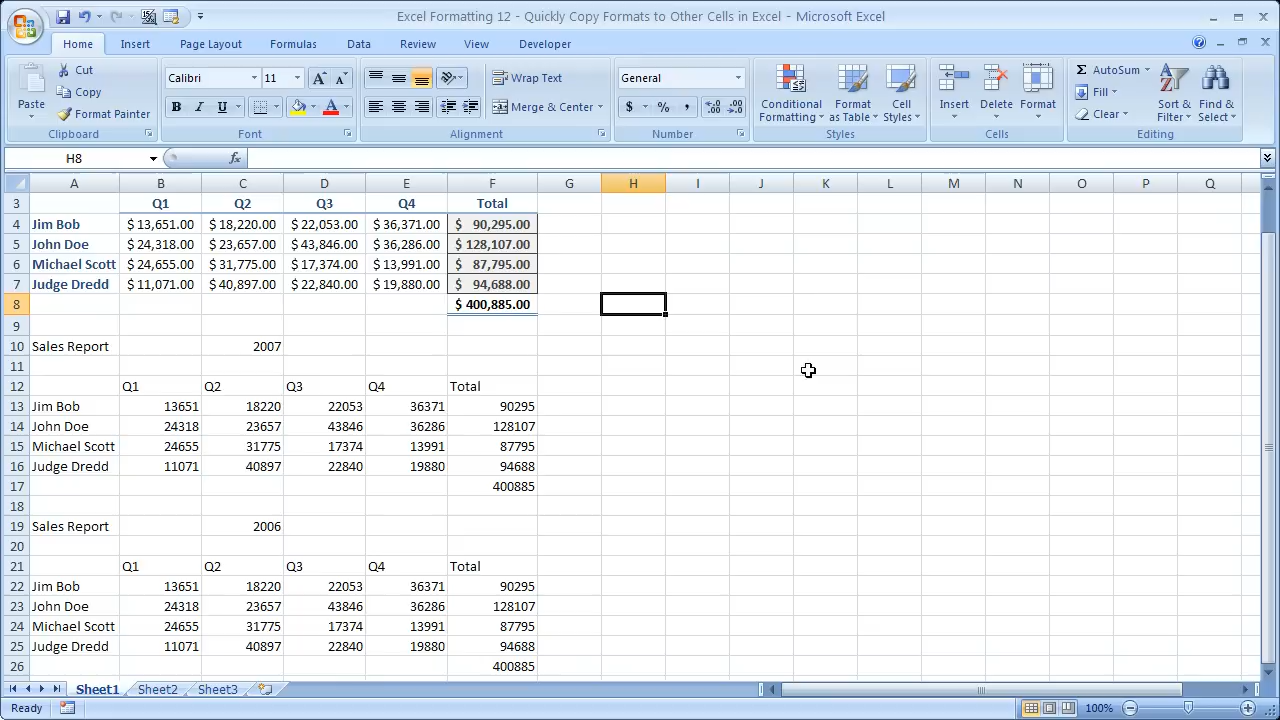 Excel Formatting 12 - Quickly Copy Formats to Other Cells in Excel - Microsoft Excel
Home Insert Page Layout Formulas Data Review View Developer
Paste
Cut
Copy
Format Painter
Clipboard
Calibri 11
B I U
Font
Wrap Text
Merge & Center
Alignment
General
$ % ,
Number
Conditional Formatting
Format as Table
Cell Styles
Styles
Insert Delete Format
Cells
AutoSum
Fill
Clear
Sort & Filter
Find & Select
Editing
H8 fx
A B C D E F G H I J K L M N O P Q
3 Q1 Q2 Q3 Q4 Total
4 Jim Bob $ 13,651.00 $ 18,220.00 $ 22,053.00 $ 36,371.00 $ 90,295.00
5 John Doe $ 24,318.00 $ 23,657.00 $ 43,846.00 $ 36,286.00 $ 128,107.00
6 Michael Scott $ 24,655.00 $ 31,775.00 $ 17,374.00 $ 13,991.00 $ 87,795.00
7 Judge Dredd $ 11,071.00 $ 40,897.00 $ 22,840.00 $ 19,880.00 $ 94,688.00
8 $ 400,885.00
9
10 Sales Report 2007
11
12 Q1 Q2 Q3 Q4 Total
13 Jim Bob 13651 18220 22053 36371 90295
14 John Doe 24318 23657 43846 36286 128107
15 Michael Scott 24655 31775 17374 13991 87795
16 Judge Dredd 11071 40897 22840 19880 94688
17 400885
18
19 Sales Report 2006
20
21 Q1 Q2 Q3 Q4 Total
22 Jim Bob 13651 18220 22053 36371 90295
23 John Doe 24318 23657 43846 36286 128107
24 Michael Scott 24655 31775 17374 13991 87795
25 Judge Dredd 11071 40897 22840 19880 94688
26 400885
Sheet1 Sheet2 Sheet3
Ready 100%